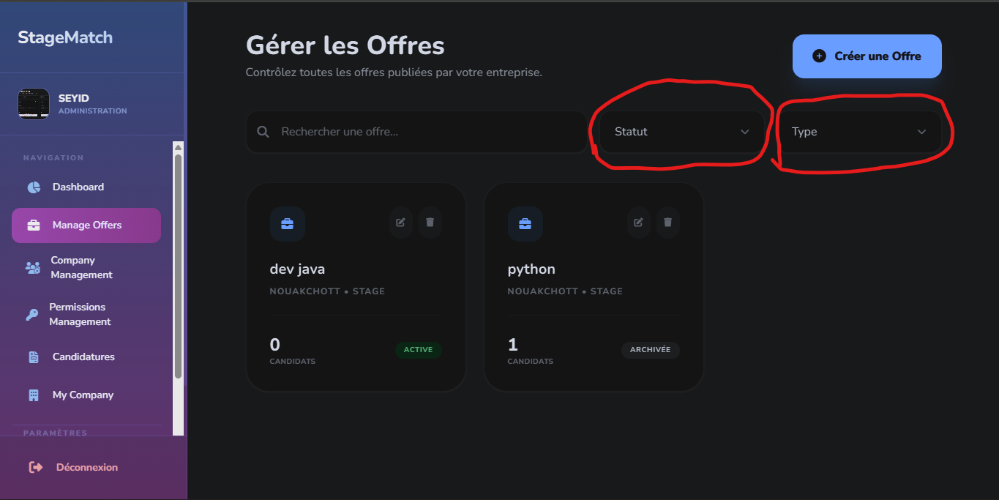 StageMatch
SEYID
ADMINISTRATION
NAVIGATION
Dashboard
Manage Offers
Company
Management
Permissions
Management
Candidatures
My Company
PARAMÈTRES
Déconnexion
Gérer les Offres
Contrôlez toutes les offres publiées par votre entreprise.
Créer une Offre
Rechercher une offre...
Statut
Type
dev java
NOUAKCHOTT • STAGE
0
CANDIDATS
ACTIVE
python
NOUAKCHOTT • STAGE
1
CANDIDATS
ARCHIVÉE